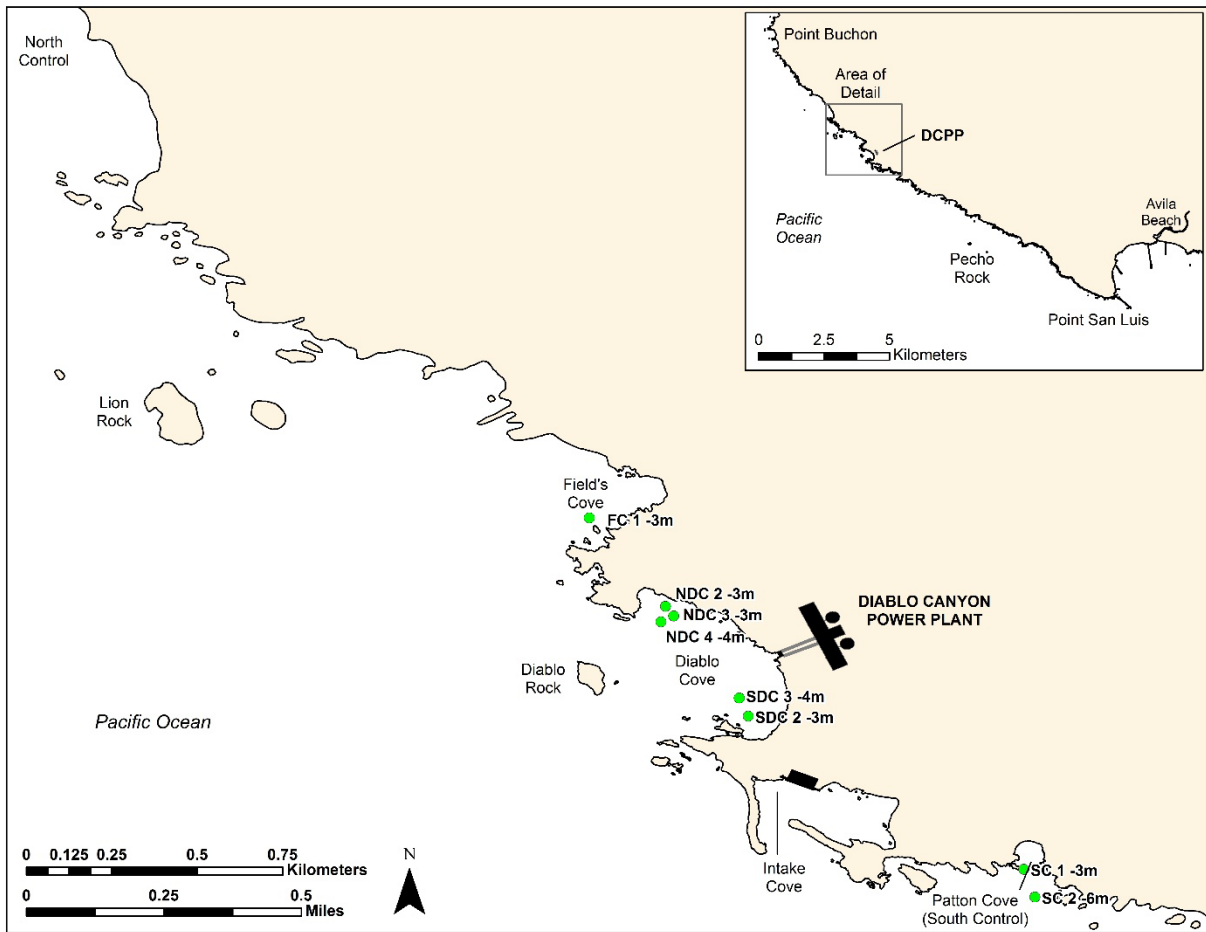 North
Control
Point Buchon
Area of
Detail
DCPP
Pacific
Ocean
Avila
Beach
Pecho
Rock
Point San Luis
0 2.5 5
Kilometers
Lion
Rock
Field's
Cove
FC 1 -3m
NDC 2 -3m
NDC 3 -3m
NDC 4 -4m
DIABLO CANYON
POWER PLANT
Diablo
Rock
Diablo
Cove
SDC 3 -4m
SDC 2 -3m
Pacific Ocean
0 0.125 0.25 0.5 0.75
Kilometers
0 0.25 0.5
Miles
N
Intake
Cove
SC 1 -3m
SC 2 -6m
Patton Cove
(South Control)